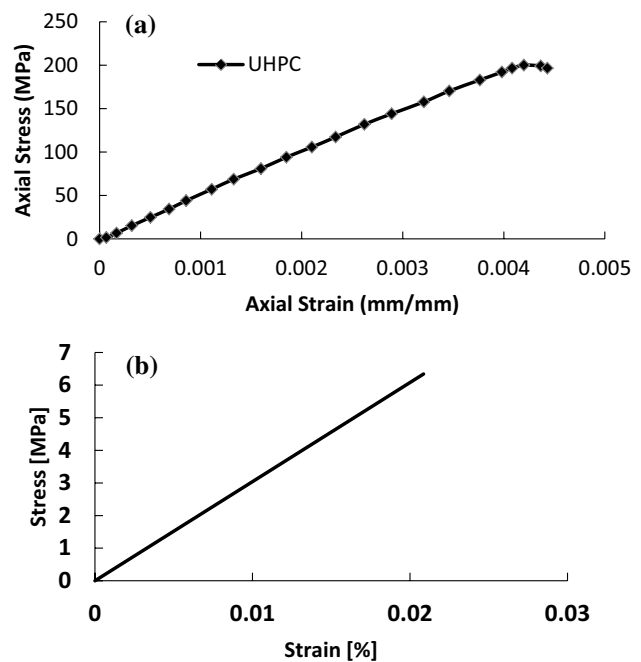 (a)
250
200
150
100
50
0
UHPC
Axial Stress (MPa)
0 0.001 0.002 0.003 0.004 0.005
Axial Strain (mm/mm)
(b)
7
6
5
4
3
2
1
0
Stress [MPa]
0 0.01 0.02 0.03
Strain [%]